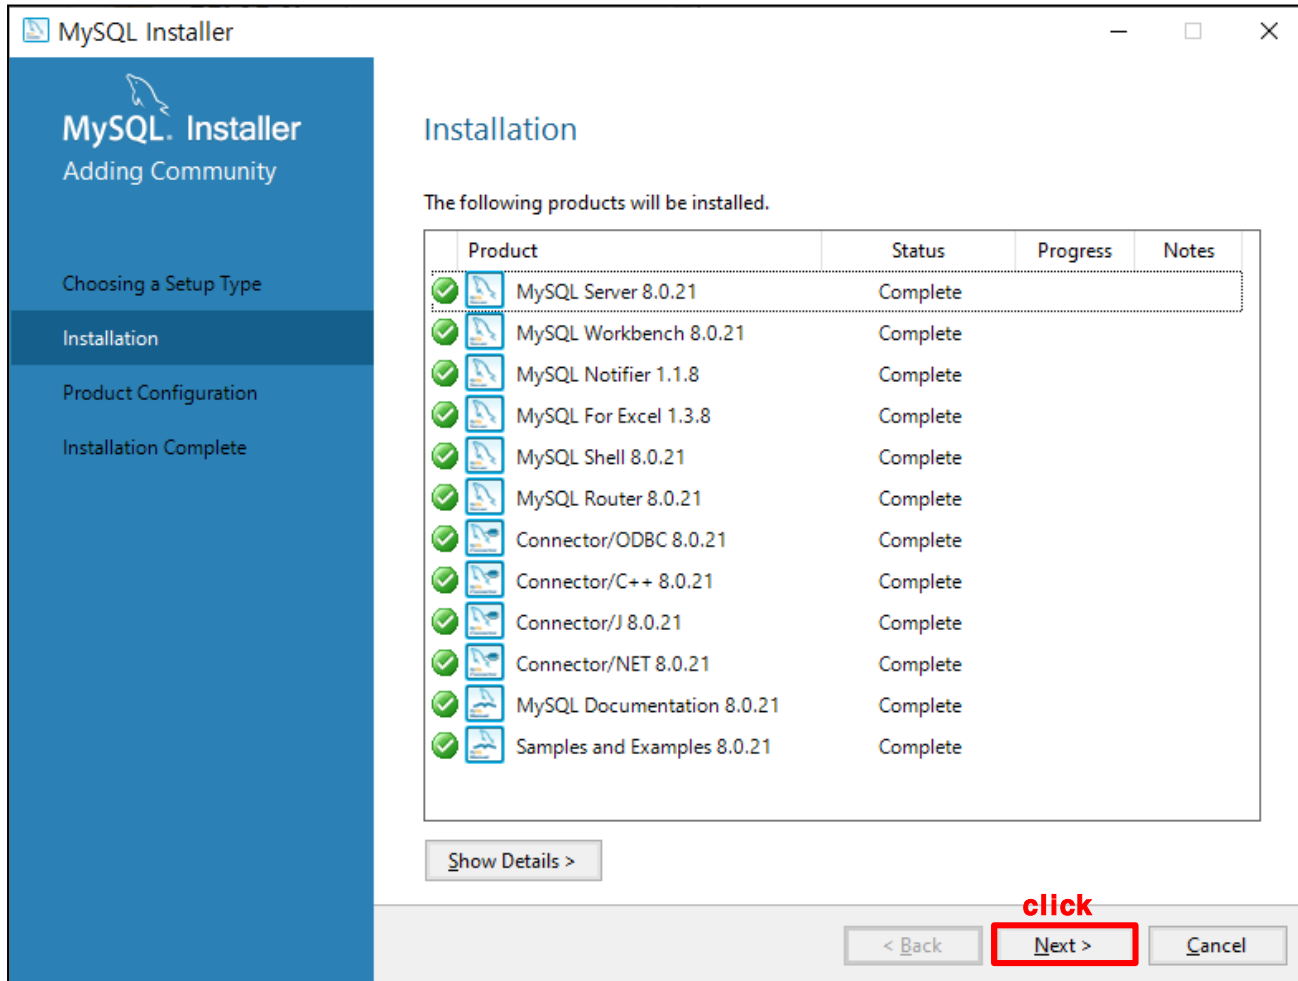 MySQL Installer
MySQL. Installer
Adding Community
Choosing a Setup Type
Installation
Product Configuration
Installation Complete
Installation
The following products will be installed.
Product Status Progress Notes
MySQL Server 8.0.21 Complete
MySQL Workbench 8.0.21 Complete
MySQL Notifier 1.1.8 Complete
MySQL For Excel 1.3.8 Complete
MySQL Shell 8.0.21 Complete
MySQL Router 8.0.21 Complete
Connector/ODBC 8.0.21 Complete
Connector/C++ 8.0.21 Complete
Connector/J 8.0.21 Complete
Connector/NET 8.0.21 Complete
MySQL Documentation 8.0.21 Complete
Samples and Examples 8.0.21 Complete
Show Details >
click
< Back Next > Cancel